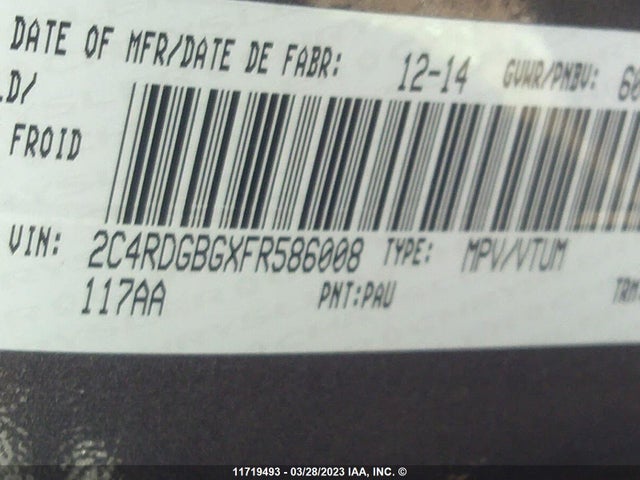 DATE OF MFR/DATE DE FABR: 12-14 GVWR/PNBV: 60
.D/
FROID
VIN: 2C4RDGBGXFR586008 TYPE: MPV/VTUM
117AA PNT:PAU TRM
11719493 - 03/28/2023 IAA, INC. ©